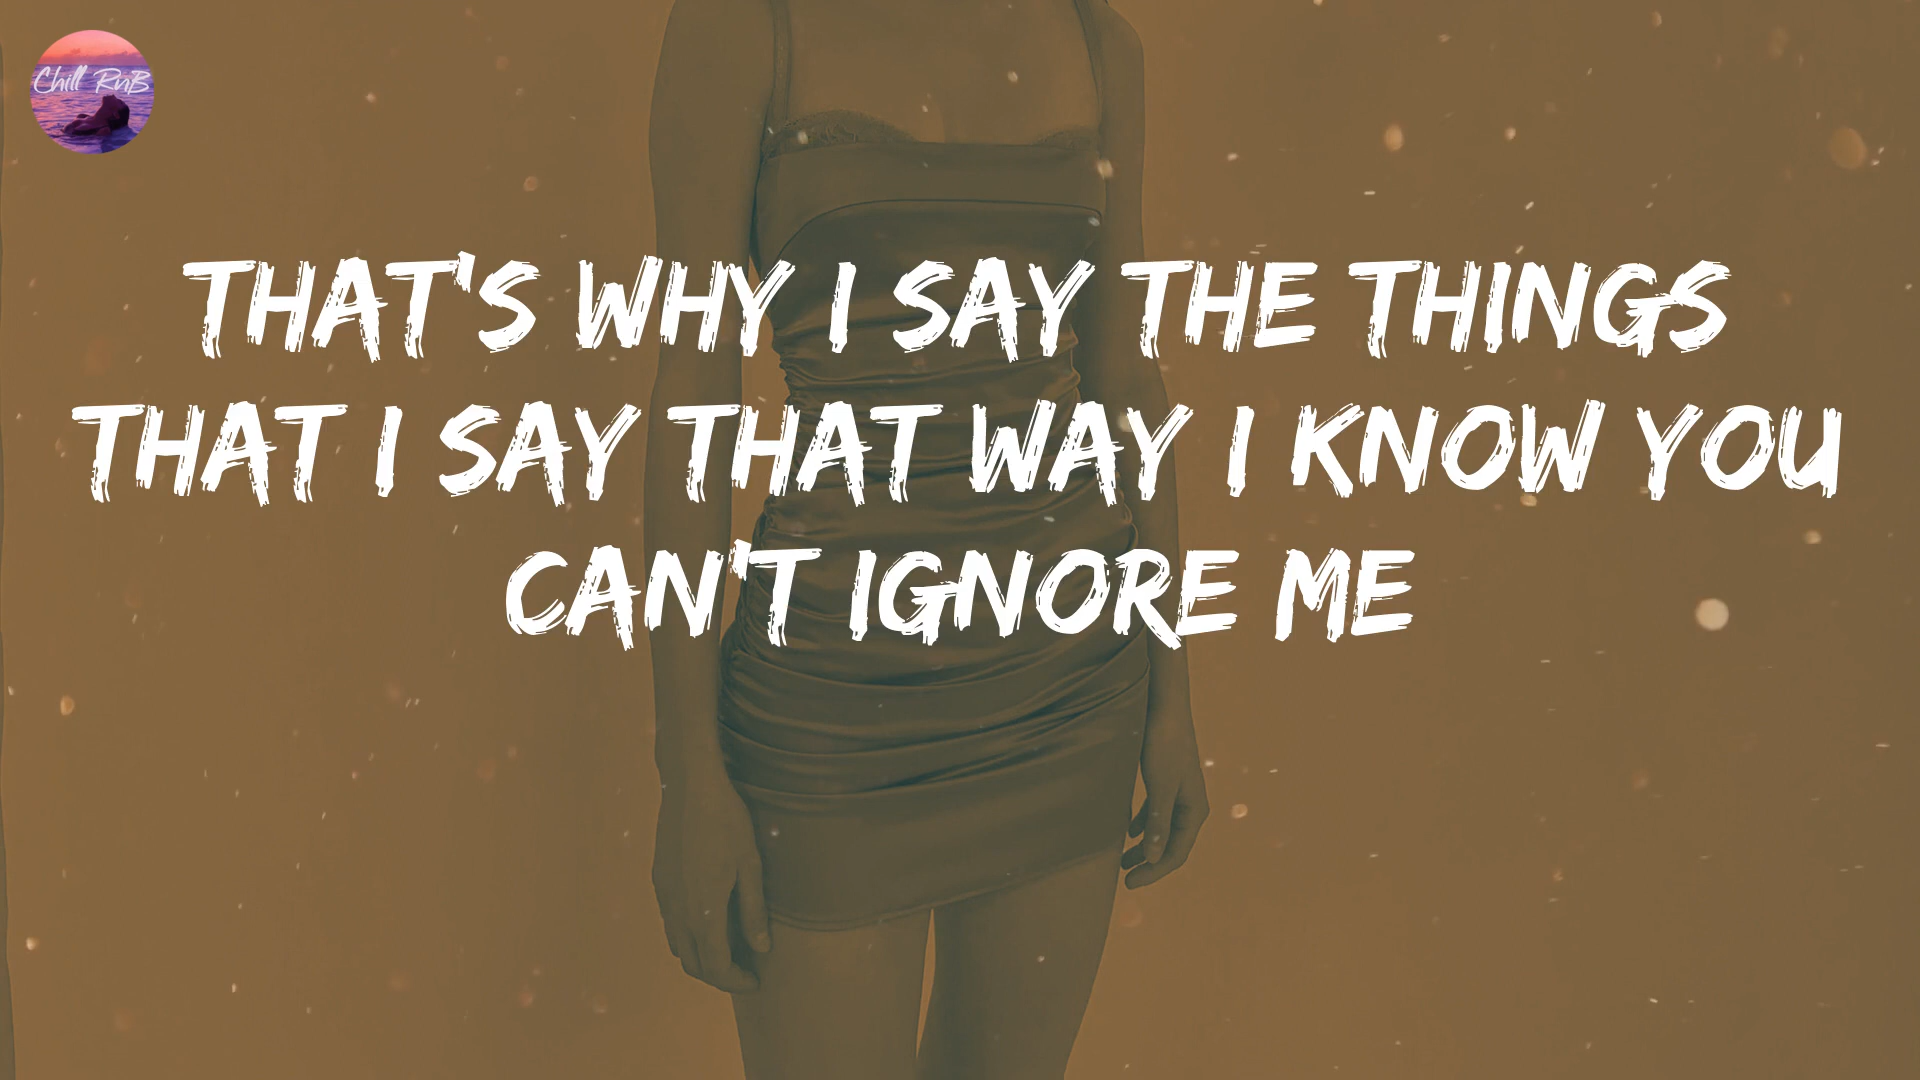 Chill RnB
THAT'S WHY I SAY THE THINGS
THAT I SAY THAT WAY I KNOW YOU
CAN'T IGNORE ME